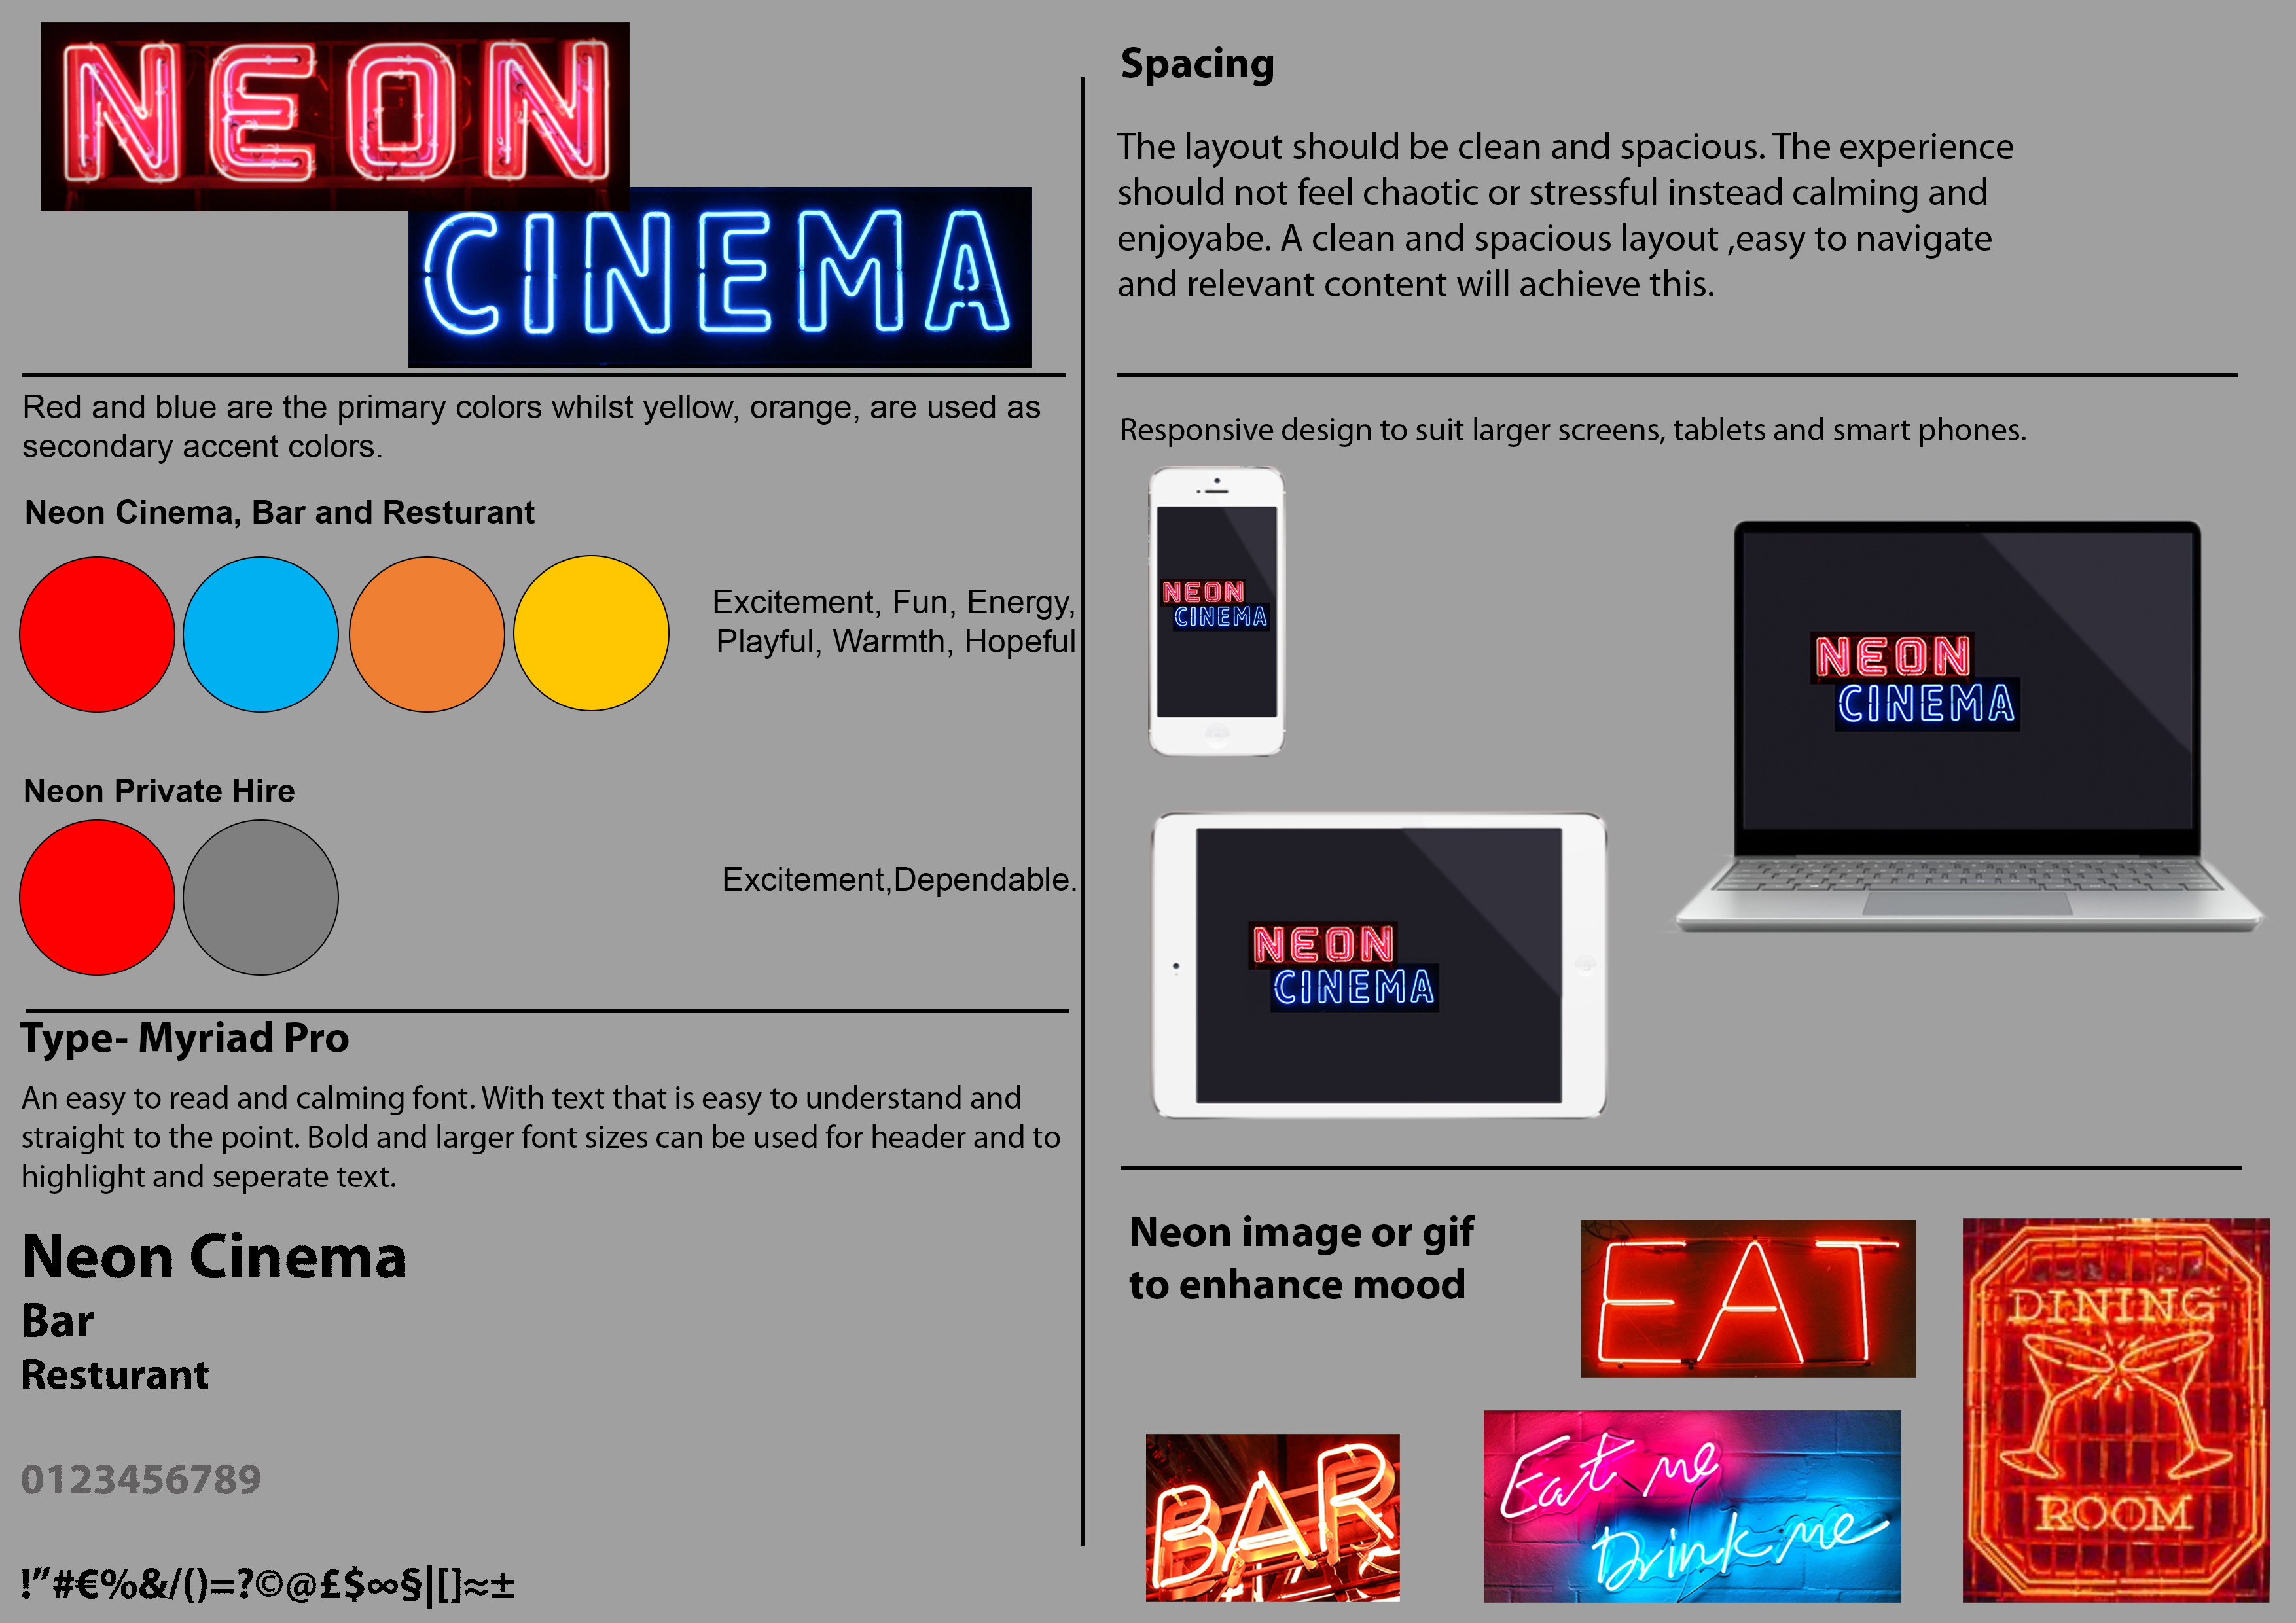 NEON
CINEMA
Red and blue are the primary colors whilst yellow, orange, are used as
secondary accent colors.
Neon Cinema, Bar and Resturant
Excitement, Fun, Energy,
Playful, Warmth, Hopeful
Neon Private Hire
Excitement,Dependable.
Type- Myriad Pro
An easy to read and calming font. With text that is easy to understand and
straight to the point. Bold and larger font sizes can be used for header and to
highlight and seperate text.
Neon Cinema
Bar
Resturant
0123456789
!”#€%&/()=?©@£$∞§|[]≈±
Spacing
The layout should be clean and spacious. The experience
should not feel chaotic or stressful instead calming and
enjoyabe. A clean and spacious layout ,easy to navigate
and relevant content will achieve this.
Responsive design to suit larger screens, tablets and smart phones.
NEON
CINEMA
NEON
CINEMA
NEON
CINEMA
Neon image or gif
to enhance mood
EAT
DINING
ROOM
BAR
Eat me
Drink me